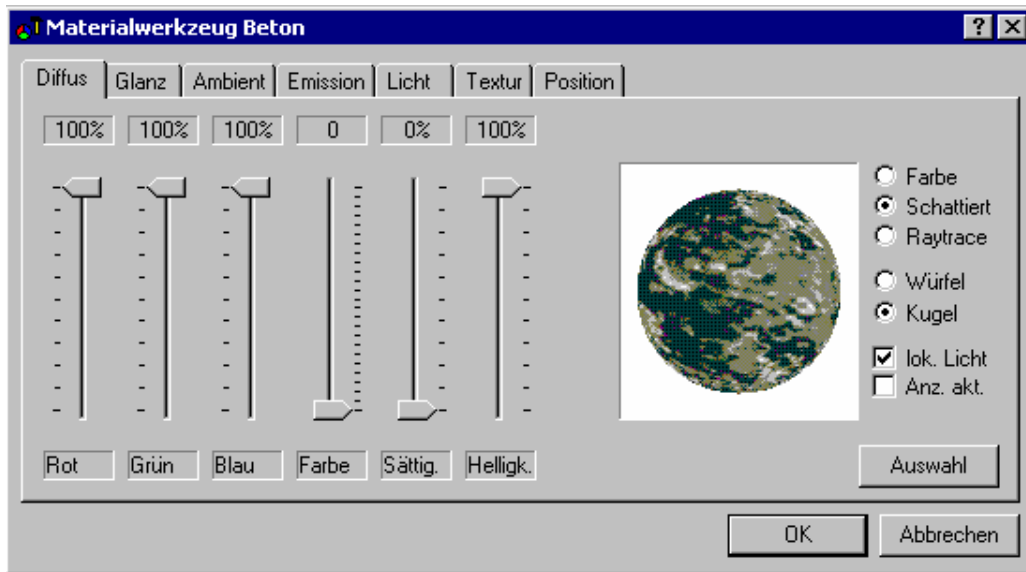 Materialwerkzeug Beton
Diffus Glanz Ambient Emission Licht Textur Position
100% 100% 100% 0 0% 100%
Farbe
Schattiert
Raytrace
Würfel
Kugel
lok. Licht
Anz. akt.
Rot Grün Blau Farbe Sättig. Helligk.
Auswahl
OK Abbrechen